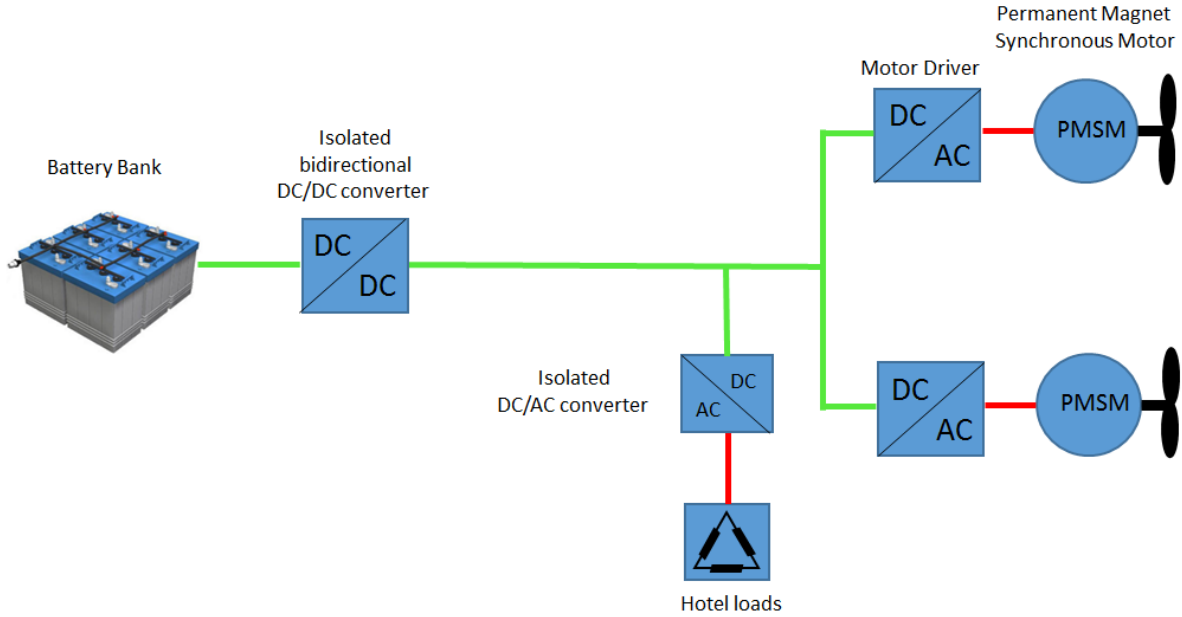 Permanent Magnet
Synchronous Motor
Motor Driver
DC
AC
PMSM
Isolated
bidirectional
DC/DC converter
Battery Bank
DC
DC
Isolated
DC/AC converter
DC
AC
DC
AC
PMSM
Hotel loads